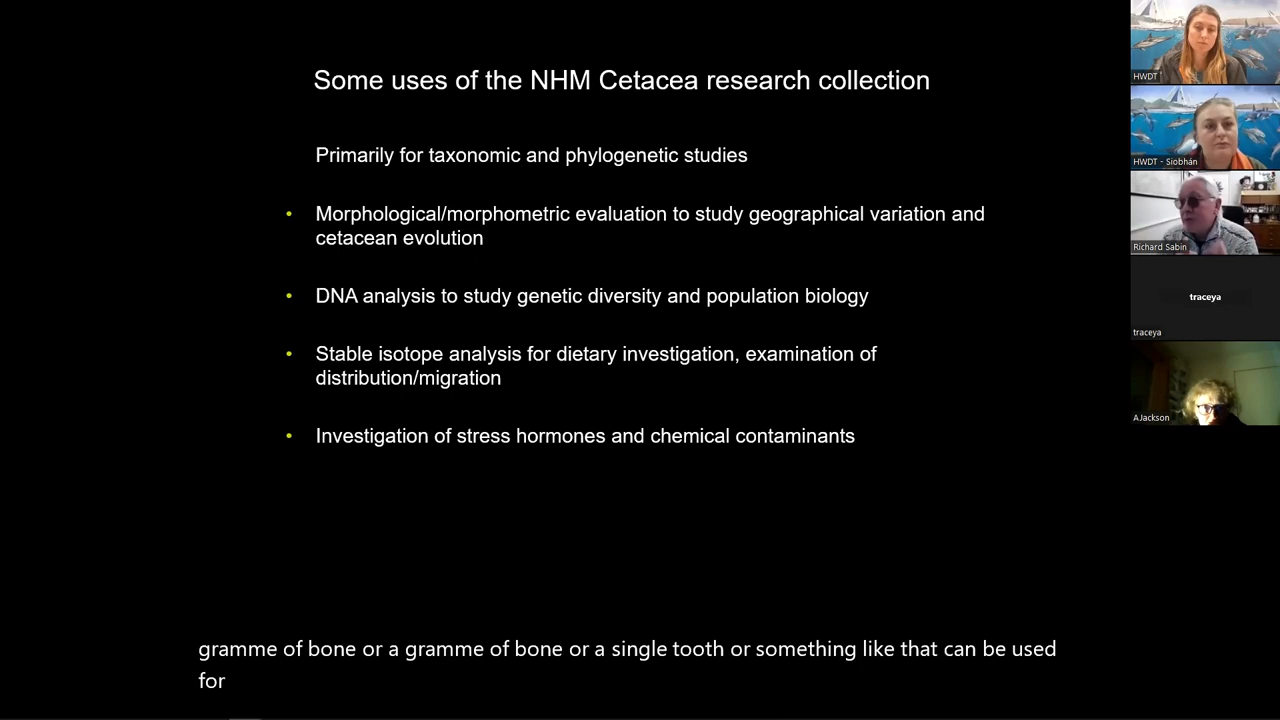 Some uses of the NHM Cetacea research collection
Primarily for taxonomic and phylogenetic studies
• Morphological/morphometric evaluation to study geographical variation and
cetacean evolution
• DNA analysis to study genetic diversity and population biology
• Stable isotope analysis for dietary investigation, examination of
distribution/migration
• Investigation of stress hormones and chemical contaminants
gramme of bone or a gramme of bone or a single tooth or something like that can be used
for
HWDT
HWDT - Siobhán
Richard Sabin
traceya
traceya
AJackson